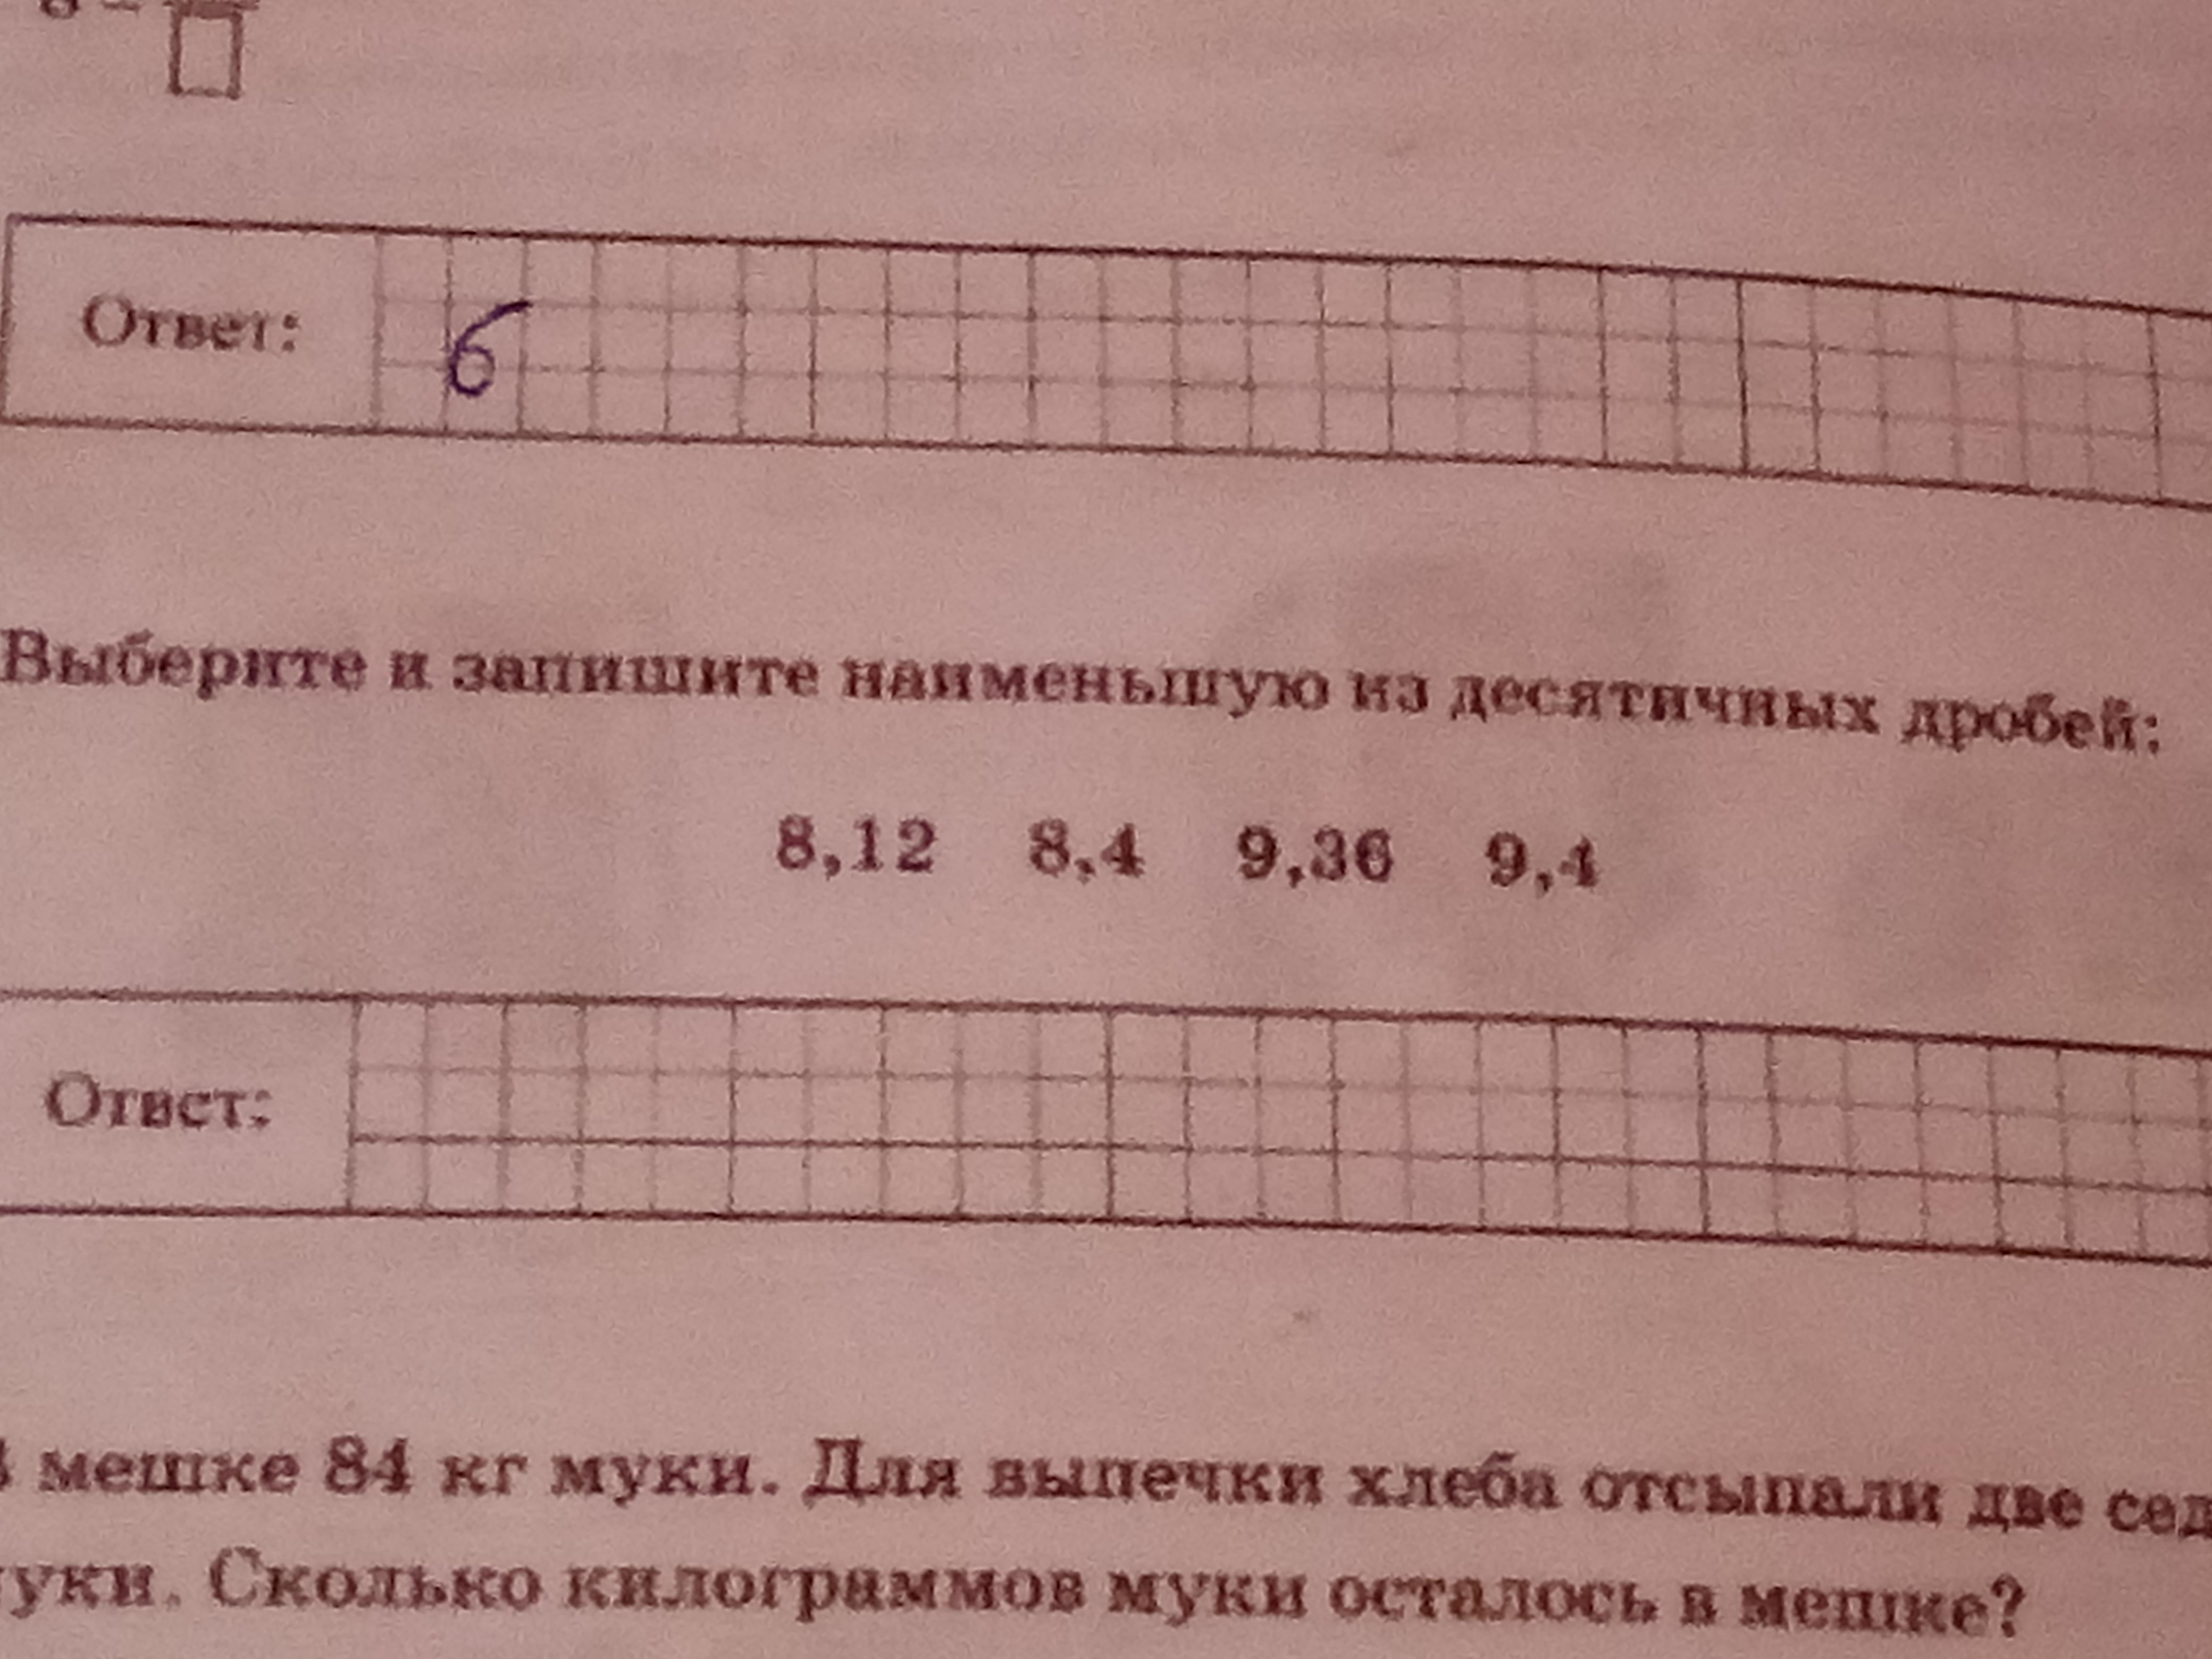 Ответ: 6
Выберите и запишите наименьшую из десятичных дробей:
8,12 8,4 9,36 9,4
Ответ:
мешке 84 кг муки. Для выпечки хлеба отсыпали две сед
уки. Сколько килограммов муки осталось в мешке?